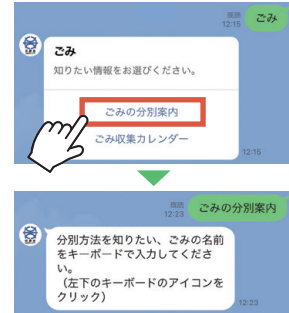 既読
12:15
ごみ
ごみ
知りたい情報をお選びください。
ごみの分別案内
ごみ収集カレンダー
12:15
既読
12:23
ごみの分別案内
分別方法を知りたい、ごみの名前
をキーボードで入力してくださ
い。
（左下のキーボードのアイコンを
クリック）
12:23